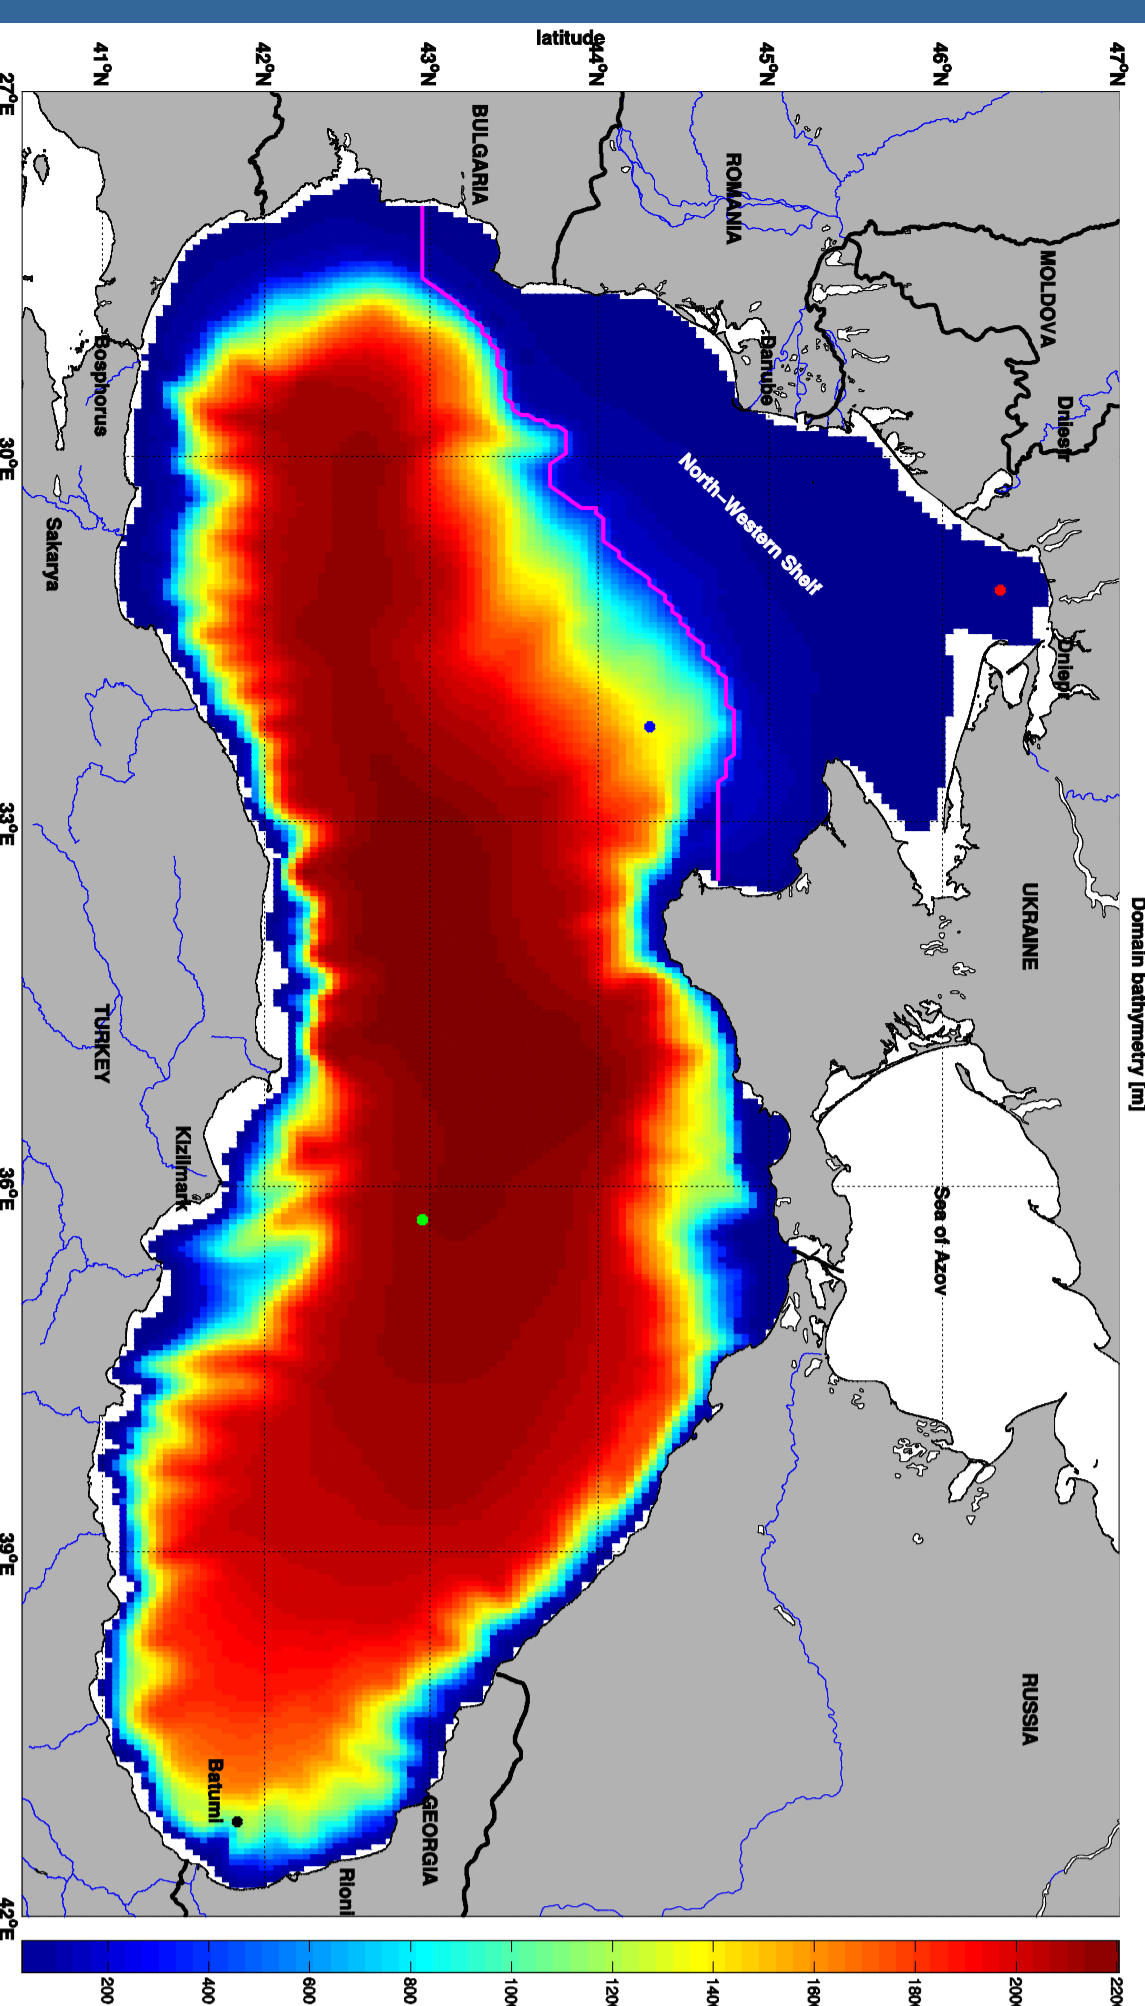 Domain bathymetry [m]
47°N
46°N
45°N
44°N
43°N
42°N
41°N
latitude
27°E
30°E
33°E
36°E
39°E
42°E
MOLDOVA
Dniestr
Dniepr
UKRAINE
RUSSIA
ROMANIA
Danube
North-Western Shelf
Sea of Azov
BULGARIA
GEORGIA
Rioni
Batumi
Bosphorus
Sakarya
TURKEY
Kizilmark
200
400
600
800
1000
1200
1400
1600
1800
2000